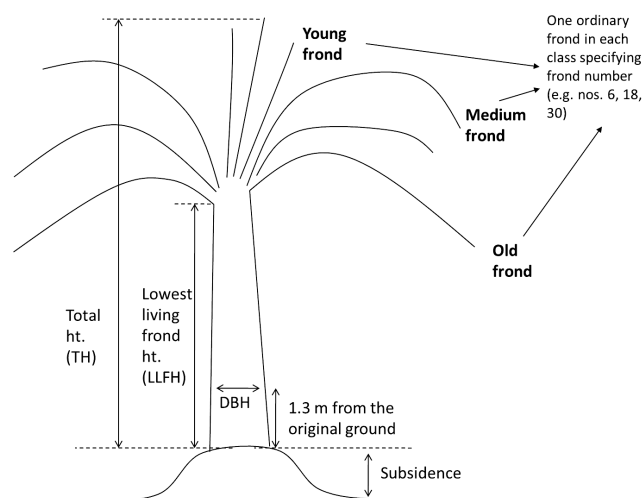 Young
frond
One ordinary
frond in each
class specifying
frond number
(e.g. nos. 6, 18,
30)
Medium
frond
Old
frond
Total
ht.
(TH)
Lowest
living
frond
ht.
(LLFH)
DBH
1.3 m from the
original ground
Subsidence